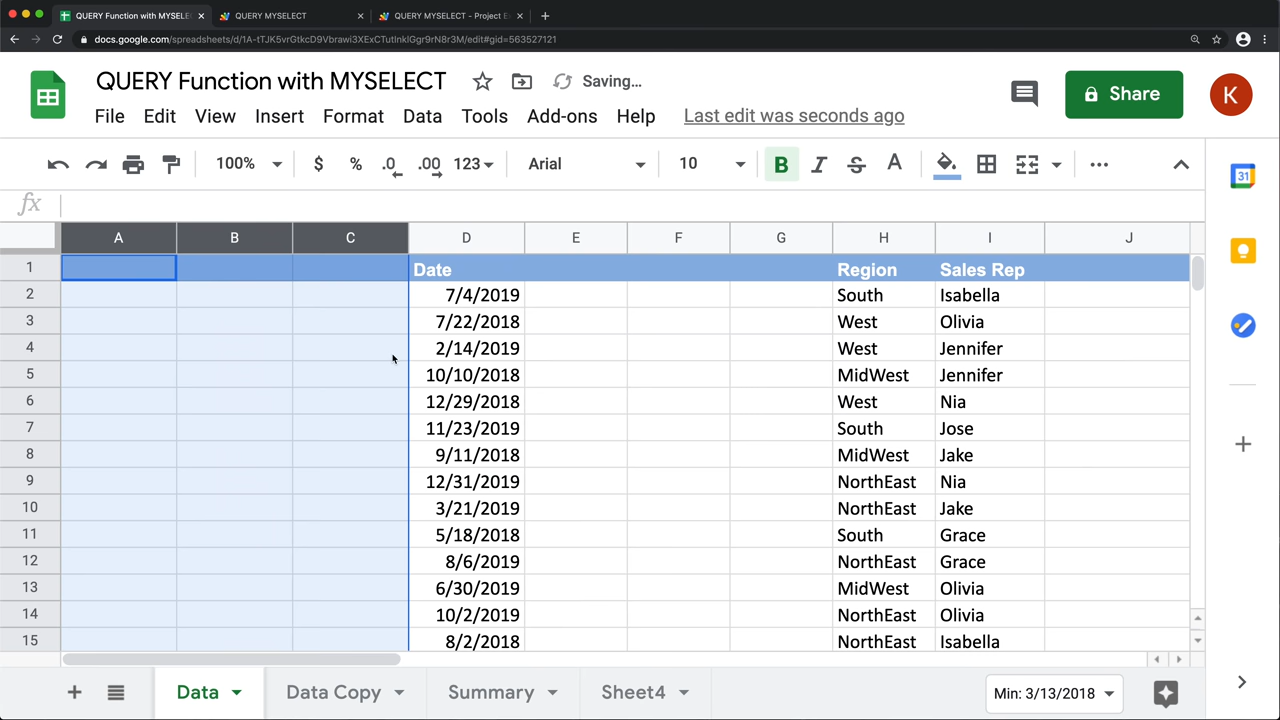 QUERY Function with MYSELEC
QUERY MYSELECT
QUERY MYSELECT - Project E
docs.google.com/spreadsheets/d/1A-tTJK5vrGtkcD9Vbrawi3XExCTutInklGgr9rN8r3M/edit#gid=563527121
QUERY Function with MYSELECT
Saving...
Share
K
File Edit View Insert Format Data Tools Add-ons Help Last edit was seconds ago
100% $ % .0 .00 123 Arial 10 B I S A
31
fx
A B C D E F G H I J
1 Date Region Sales Rep
2 7/4/2019 South Isabella
3 7/22/2018 West Olivia
4 2/14/2019 West Jennifer
5 10/10/2018 MidWest Jennifer
6 12/29/2018 West Nia
7 11/23/2019 South Jose
8 9/11/2018 MidWest Jake
9 12/31/2019 NorthEast Nia
10 3/21/2019 NorthEast Jake
11 5/18/2018 South Grace
12 8/6/2019 NorthEast Grace
13 6/30/2019 MidWest Olivia
14 10/2/2019 NorthEast Olivia
15 8/2/2018 NorthEast Isabella
Data Data Copy Summary Sheet4 Min: 3/13/2018